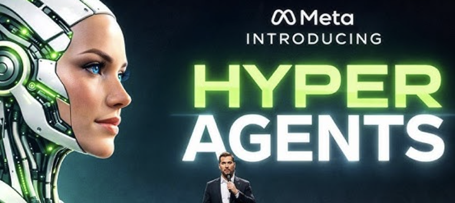 Meta
INTRODUCING
HYPER
AGENTS